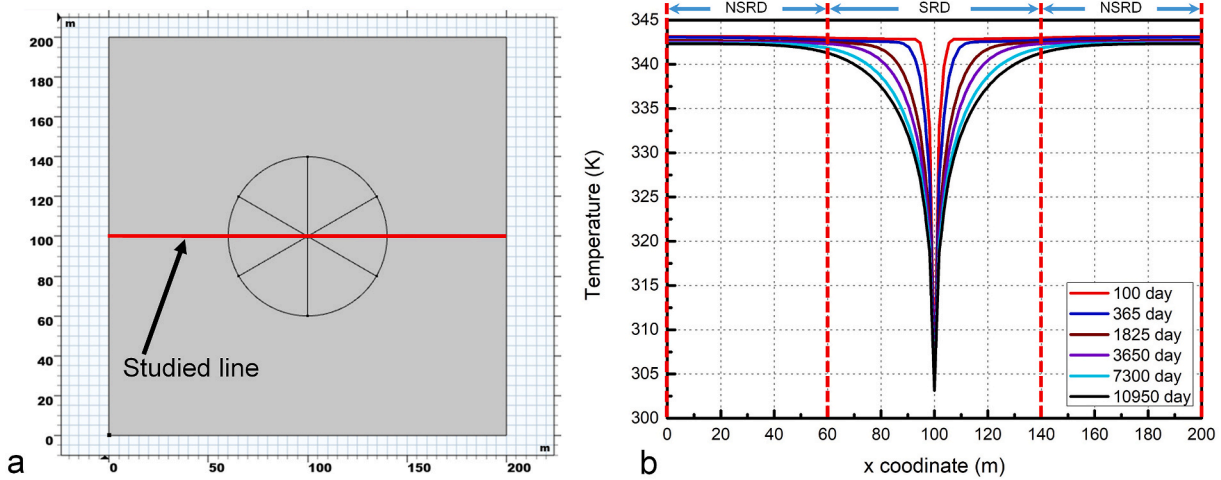 m
200
180
160
140
120
100
80
60
40
20
0
Studied line
m
0 50 100 150 200
a
NSRD SRD NSRD
345
340
335
330
325
320
315
310
305
300
Temperature (K)
100 day
365 day
1825 day
3650 day
7300 day
10950 day
0 20 40 60 80 100 120 140 160 180 200
x coodinate (m)
b